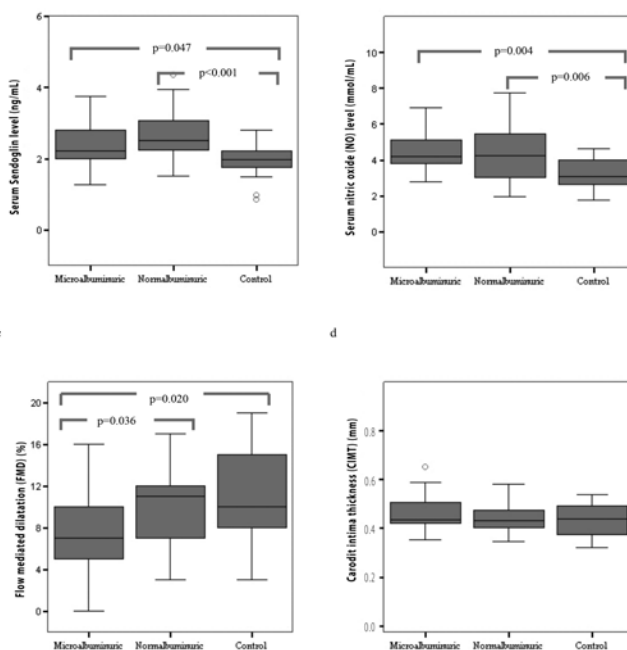 6
4
2
0
Serum Sendoglin level (ng/mL)
p=0.047
p<0.001
Microalbuminuric Normalbuminuric Control
10
8
6
4
2
0
Serum nitric oxide (NO) level (mmol/mL)
p=0.004
p=0.006
Microalbuminuric Normalbuminuric Control
d
20
16
12
8
4
0
Flow mediated dilatation (FMD) (%)
p=0.020
p=0.036
Microalbuminuric Normalbuminuric Control
0.8
0.6
0.4
0.2
0.0
Carodit intima thickness (CIMT) (mm)
Microalbuminuric Normalbuminuric Control